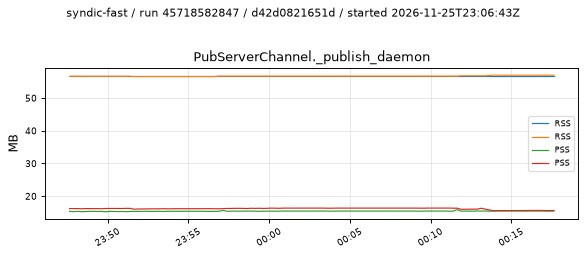 syndic-fast / run 45718582847 / d42d0821651d / started 2026-11-25T23:06:43Z
PubServerChannel._publish_daemon
MB
50
40
30
20
RSS
RSS
PSS
PSS
23:50
23:55
00:00
00:05
00:10
00:15